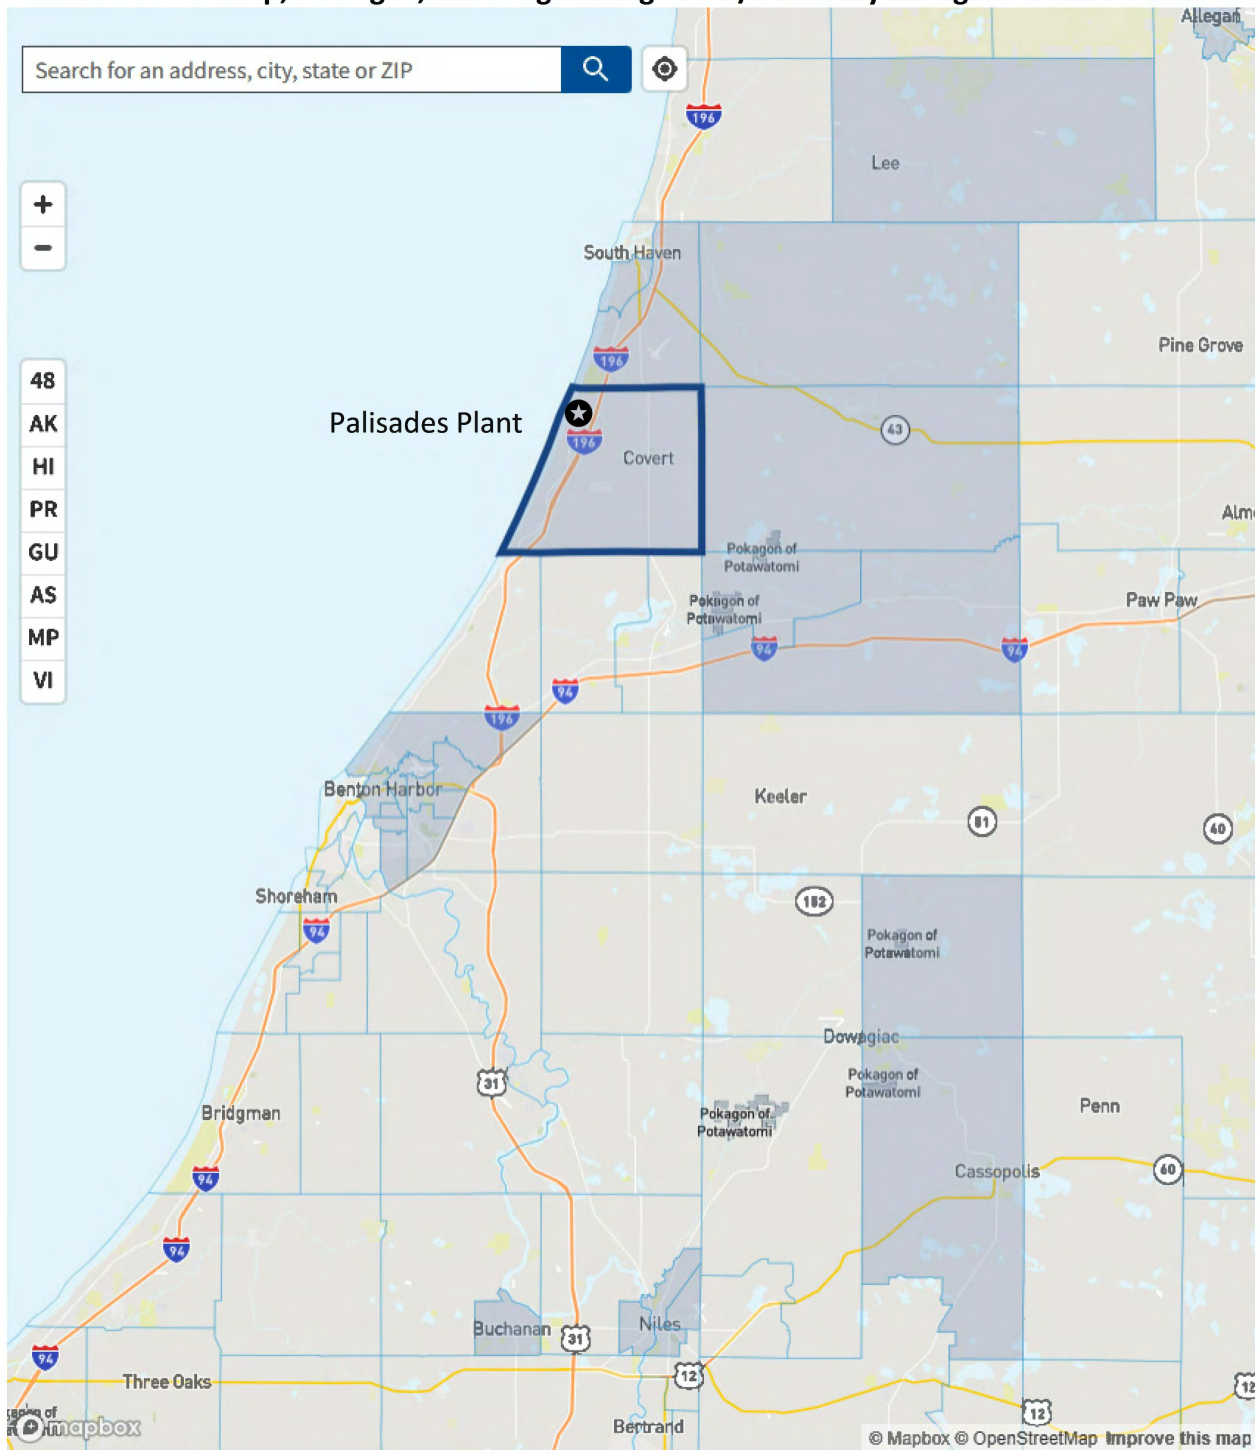 Allegan
Search for an address, city, state or ZIP
196
Lee
+
−
South Haven
Pine Grove
196
48
AK
HI
PR
GU
AS
MP
VI
Palisades Plant
196
43
Covert
Alm
Pokagon of
Potawatomi
Pokagon of
Potawatomi
Paw Paw
94
94
94
196
Benton Harbor
Keeler
51
40
Shoreham
152
94
Pokagon of
Potawatomi
Dowagiac
31
Pokagon of
Potawatomi
Bridgman
Pokagon of
Potawatomi
Penn
94
Cassopolis
60
94
Buchanan
31
Niles
94
12
12
Three Oaks
12
Bertrand
mapbox
© Mapbox © OpenStreetMap Improve this map